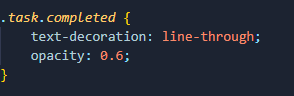 .task.completed {
    text-decoration: line-through;
    opacity: 0.6;
}